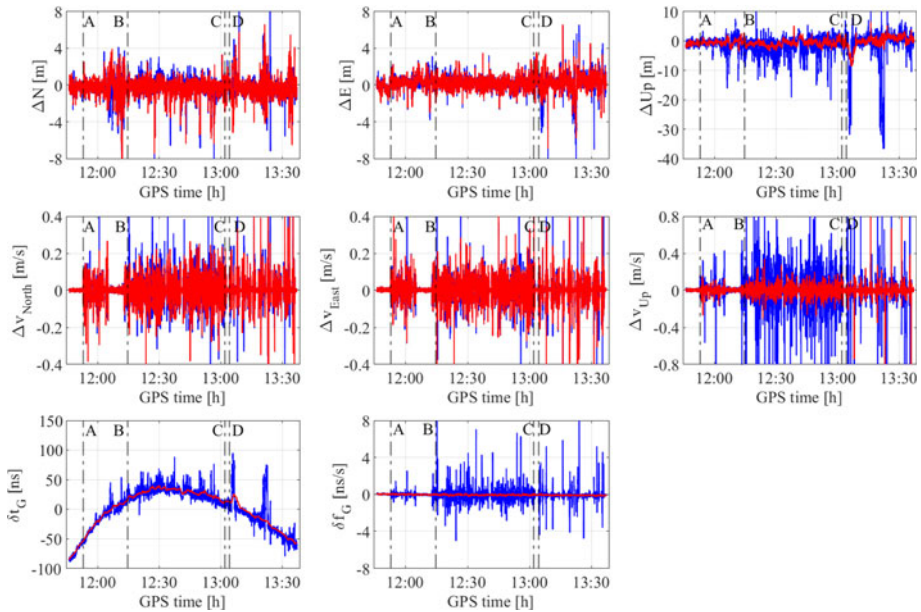 A B C D
8
4
0
-4
-8
ΔN [m]
12:00 12:30 13:00 13:30
GPS time [h]
A B C D
8
4
0
-4
-8
ΔE [m]
12:00 12:30 13:00 13:30
GPS time [h]
A B C D
10
0
-10
-20
-30
-40
ΔUp [m]
12:00 12:30 13:00 13:30
GPS time [h]
A B C D
0.4
0.2
0
-0.2
-0.4
Δv_North [m/s]
12:00 12:30 13:00 13:30
GPS time [h]
A B C D
0.4
0.2
0
-0.2
0.4
Δv_East [m/s]
12:00 12:30 13:00 13:30
GPS time [h]
A B C D
0.8
0.4
0
-0.4
-0.8
Δv_Up [m/s]
12:00 12:30 13:00 13:30
GPS time [h]
A B C D
150
100
50
0
-50
-100
δt_G [ns]
12:00 12:30 13:00 13:30
GPS time [h]
A B C D
8
4
0
-4
-8
δf_G [ns/s]
12:00 12:30 13:00 13:30
GPS time [h]